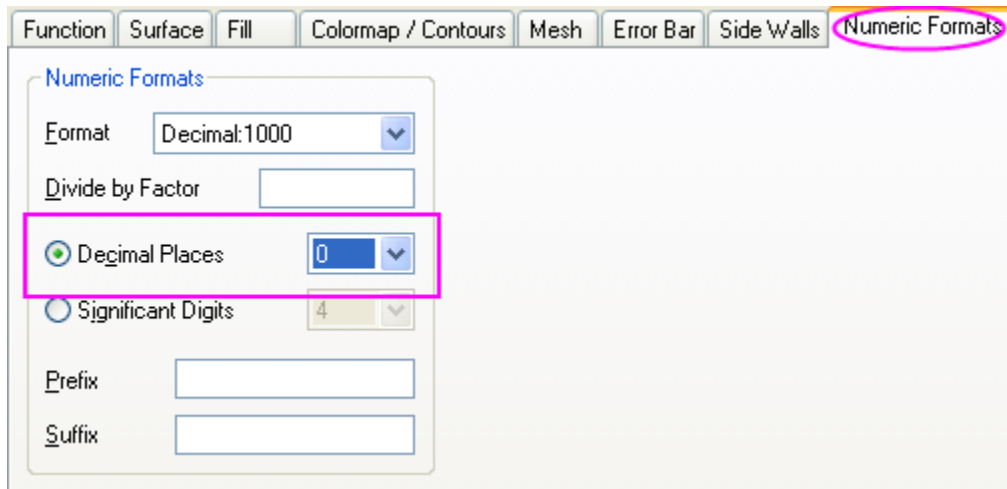 Function Surface Fill Colormap / Contours Mesh Error Bar Side Walls Numeric Formats
Numeric Formats
Format Decimal:1000
Divide by Factor
Decimal Places 0
Significant Digits 4
Prefix
Suffix